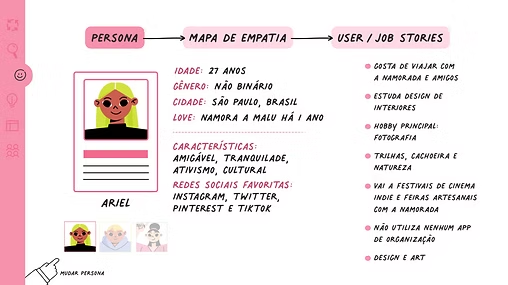 PERSONA
MAPA DE EMPATIA
USER / JOB STORIES
IDADE: 27 ANOS
GÊNERO: NÃO BINÁRIO
CIDADE: SÃO PAULO, BRASIL
LOVE: NAMORA A MALU HÁ 1 ANO
CARACTERÍSTICAS:
AMIGÁVEL, TRANQUILADE,
ATIVISMO, CULTURAL
REDES SOCIAIS FAVORITAS:
INSTAGRAM, TWITTER,
PINTEREST E TIKTOK
ARIEL
MUDAR PERSONA
GOSTA DE VIAJAR COM
A NAMORADA E AMIGOS
ESTUDA DESIGN DE
INTERIORES
HOBBY PRINCIPAL:
FOTOGRAFIA
TRILHAS, CACHOEIRA E
NATUREZA
VAI A FESTIVAIS DE CINEMA
INDIE E FEIRAS ARTESANAIS
COM A NAMORADA
NÃO UTILIZA NENHUM APP
DE ORGANIZAÇÃO
DESIGN E ART